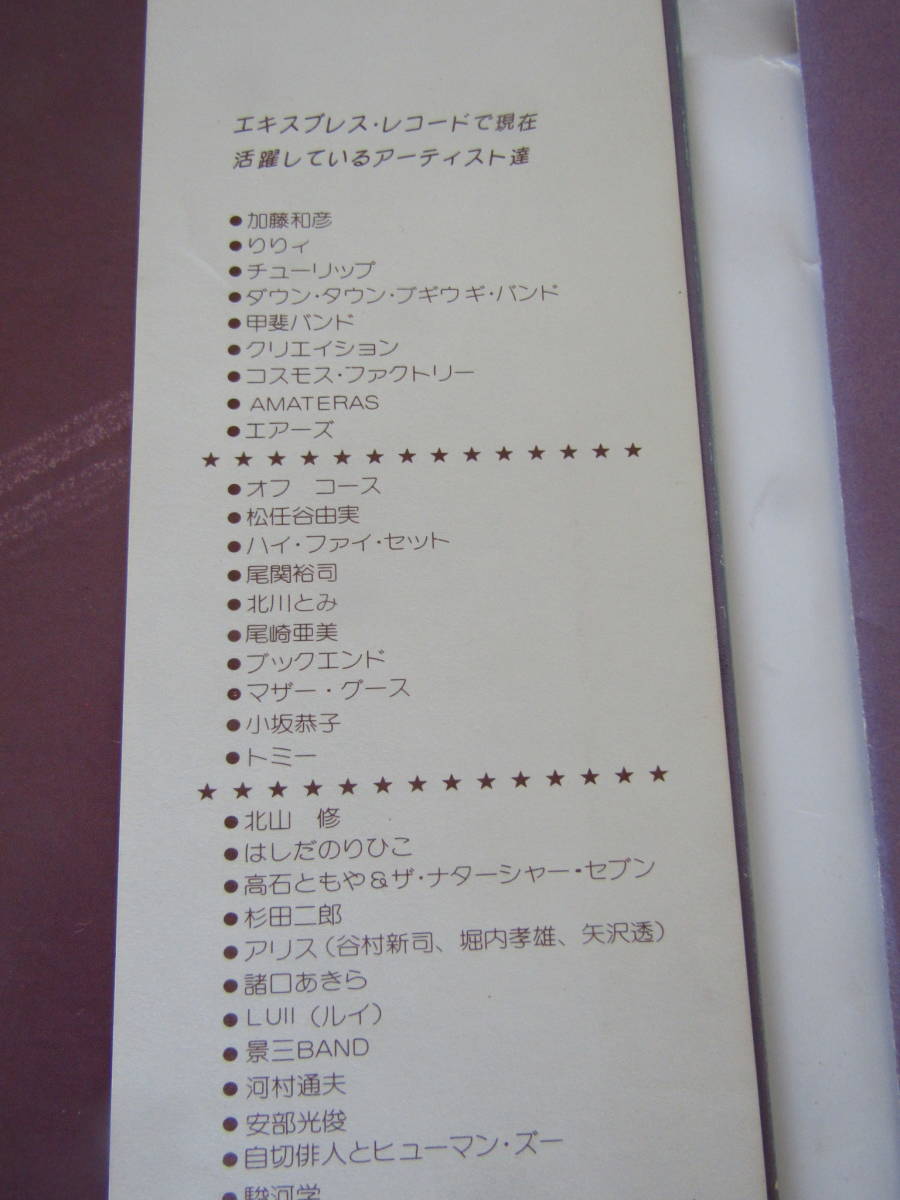 エキスプレス・レコードで現在
活躍しているアーティスト達
●加藤和彦
●りりィ
●チューリップ
●ダウン・タウン・ブギウギ・バンド
●甲斐バンド
●クリエイション
●コスモス・ファクトリー
●AMATERAS
●エアーズ
★★★★★★★★★★★★★★
●オフ　コース
●松任谷由実
●ハイ・ファイ・セット
●尾関裕司
●北川とみ
●尾崎亜美
●ブックエンド
●マザー・グース
●小坂恭子
●トミー
★★★★★★★★★★★★★★
●北山　修
●はしだのりひこ
●高石ともや&ザ・ナターシャー・セブン
●杉田二郎
●アリス（谷村新司、堀内孝雄、矢沢透）
●諸口あきら
●LUII（ルイ）
●景三BAND
●河村通夫
●安部光俊
●自切俳人とヒューマン・ズー
●駿河学